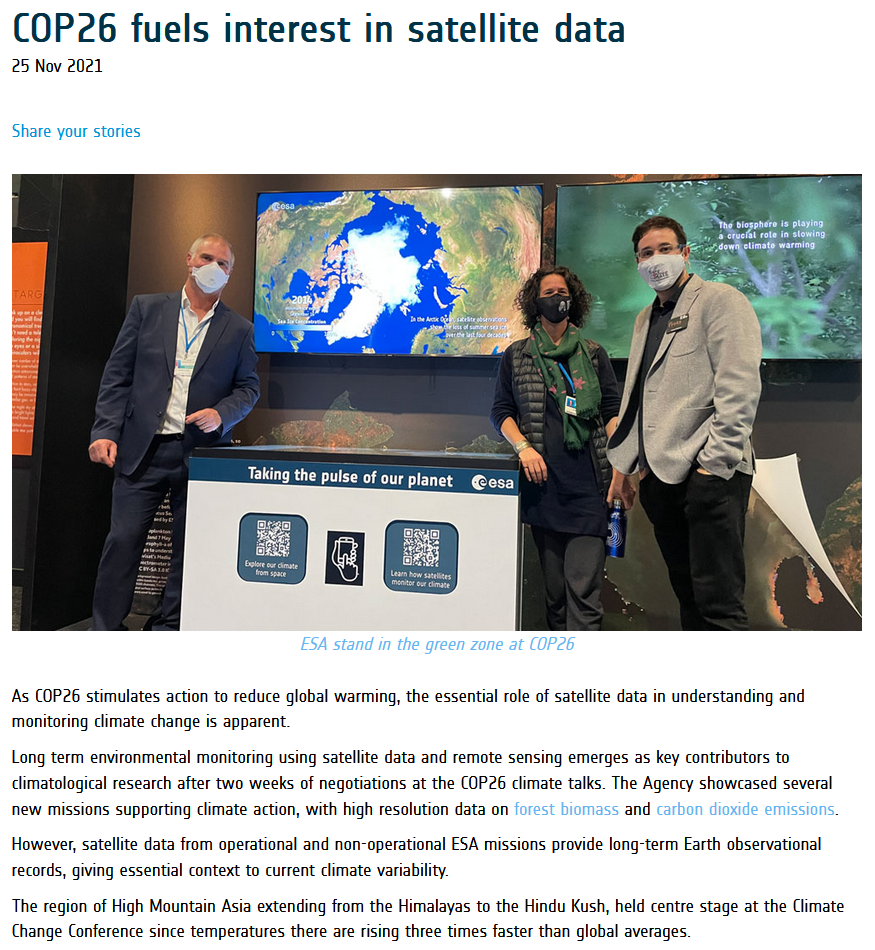 COP26 fuels interest in satellite data
25 Nov 2021
Share your stories
TARG
esa
2014
Sea Ice Concentration
In the Arctic Ocean, satellite observations
show the loss of summer sea ice
over the last four decades
The biosphere is playing
a crucial role in slowing
down climate warming
Taking the pulse of our planet
esa
Explore our climate
from space
Learn how satellites
monitor our climate
ESA stand in the green zone at COP26
As COP26 stimulates action to reduce global warming, the essential role of satellite data in understanding and
monitoring climate change is apparent.
Long term environmental monitoring using satellite data and remote sensing emerges as key contributors to
climatological research after two weeks of negotiations at the COP26 climate talks. The Agency showcased several
new missions supporting climate action, with high resolution data on forest biomass and carbon dioxide emissions.
However, satellite data from operational and non-operational ESA missions provide long-term Earth observational
records, giving essential context to current climate variability.
The region of High Mountain Asia extending from the Himalayas to the Hindu Kush, held centre stage at the Climate
Change Conference since temperatures there are rising three times faster than global averages.